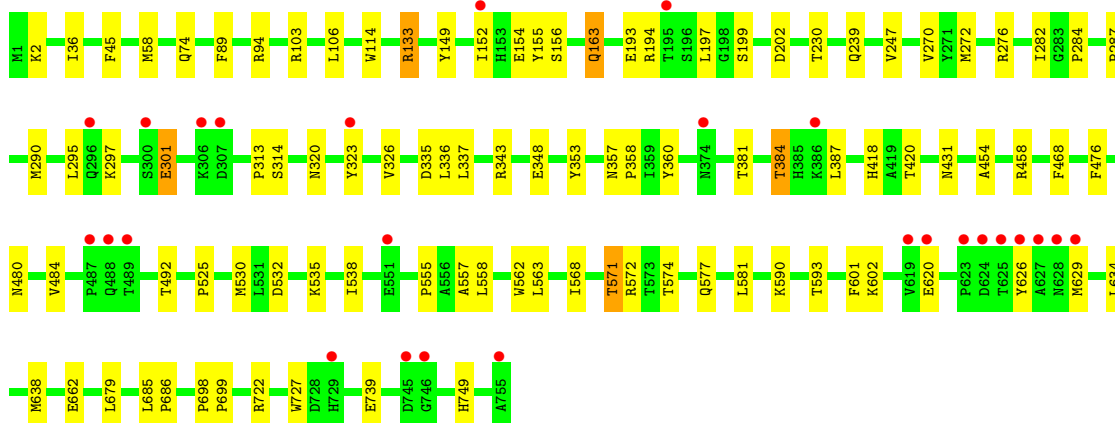 M1 K2 I36 F45 M58 Q74 F89 R94 R103 L106 W114 R133 Y149 I152 H153 E154 Y155 S156 Q163 E193 R194 T195 S196 L197 G198 S199 D202 T230 Q239 V247 V270 Y271 M272 R276 I282 G283 P284
M290 L295 Q296 K297 S300 E301 K306 D307 P313 S314 N320 Y323 V326 D335 L336 L337 R343 E348 Y353 N357 P358 I359 Y360 N374 T381 T384 H385 K386 L387 H418 A419 T420 N431 A454 R458 F468 F476
N480 V484 P487 Q488 T489 T492 P525 M530 L531 D532 K535 I538 E551 P555 A556 A557 L558 W562 L563 I568 T571 R572 T573 T574 Q577 L581 K590 T593 F601 K602 V619 E620 P623 D624 T625 Y626 A627 N628 M629 L634
M638 E662 L679 L685 P686 P698 P699 R722 W727 D728 H729 E739 D745 G746 H749 A755